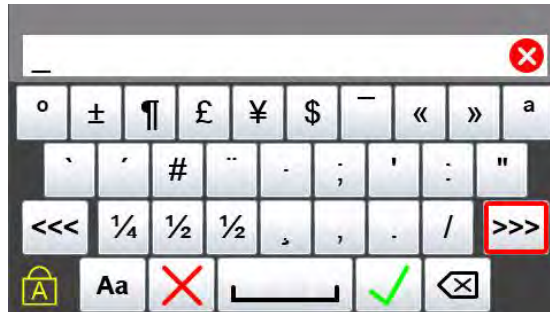 _
º ± ¶ £ ¥ $ ¯ « » ª
` ´ # ¨ · ; ' : "
<<< ¼ ½ ½ ¸ , . / >>>
A Aa